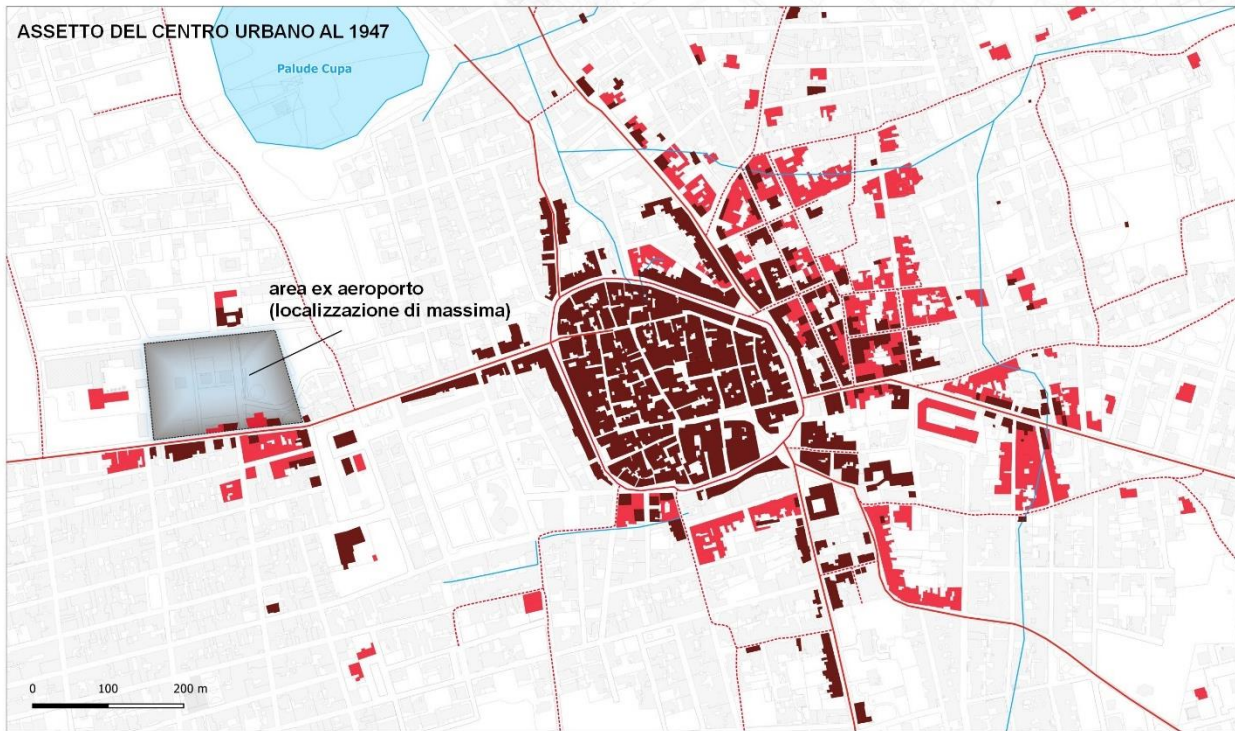 ASSETTO DEL CENTRO URBANO AL 1947
Palude Cupa
area ex aeroporto
(localizzazione di massima)
0 100 200 m